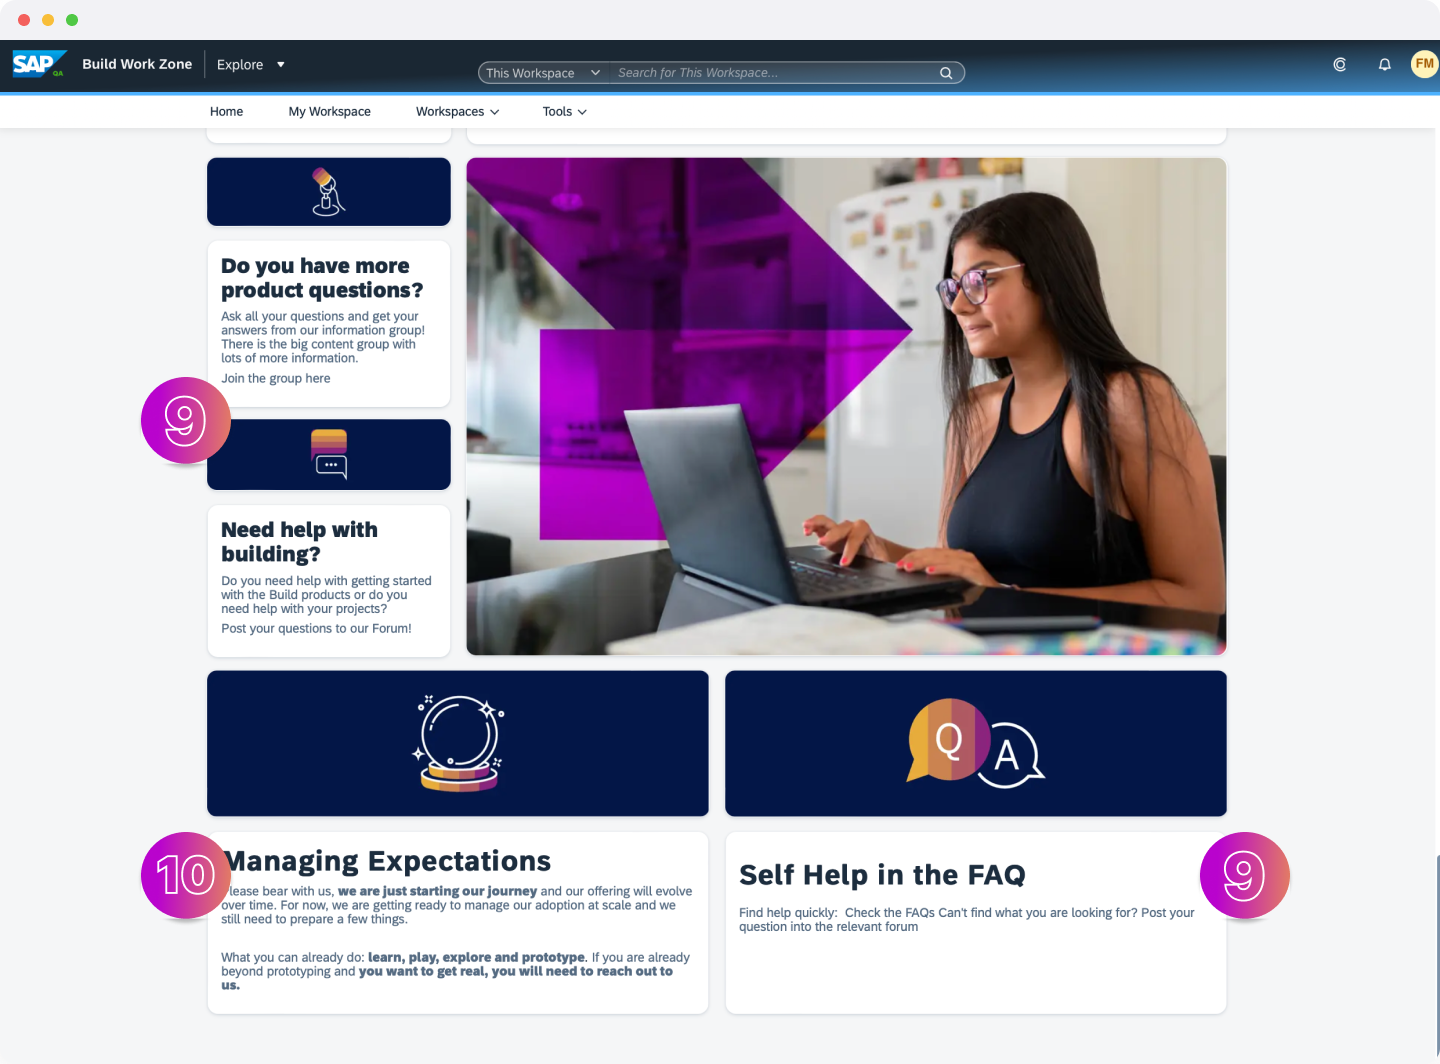 SAP
QA
Build Work Zone
Explore
This Workspace
Search for This Workspace...
FM
Home
My Workspace
Workspaces
Tools
Do you have more
product questions?
Ask all your questions and get your
answers from our information group!
There is the big content group with
lots of more information.
Join the group here
9
Need help with
building?
Do you need help with getting started
with the Build products or do you
need help with your projects?
Post your questions to our Forum!
Q
A
10
Managing Expectations
Please bear with us, we are just starting our journey and our offering will evolve
over time. For now, we are getting ready to manage our adoption at scale and we
still need to prepare a few things.
What you can already do: learn, play, explore and prototype. If you are already
beyond prototyping and you want to get real, you will need to reach out to
us.
Self Help in the FAQ
Find help quickly:  Check the FAQs Can't find what you are looking for? Post your
question into the relevant forum
9